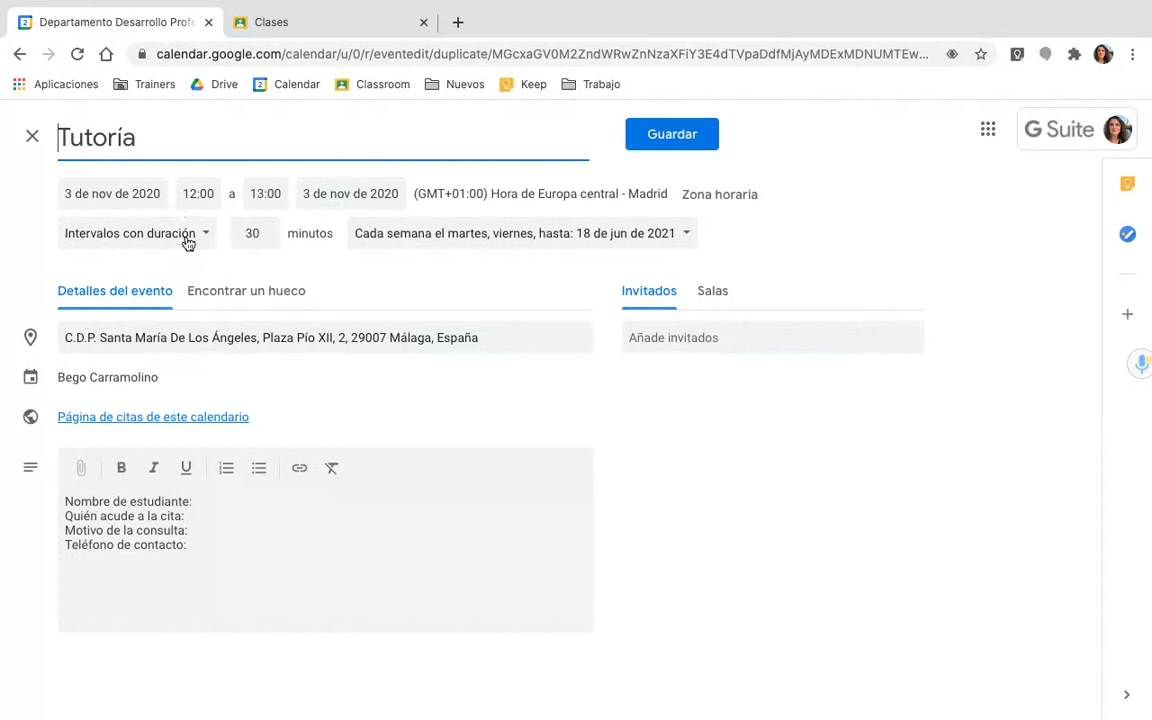 Departamento Desarrollo Profe
Clases
calendar.google.com/calendar/u/0/r/eventedit/duplicate/MGcxaGV0M2ZndWRwZnNzaXFiY3E4dTVpaDdfMjAyMDExMDNUMTEw...
Aplicaciones Trainers Drive Calendar Classroom Nuevos Keep Trabajo
Tutoría
Guardar
G Suite
3 de nov de 2020 12:00 a 13:00 3 de nov de 2020 (GMT+01:00) Hora de Europa central - Madrid Zona horaria
Intervalos con duración 30 minutos Cada semana el martes, viernes, hasta: 18 de jun de 2021
Detalles del evento Encontrar un hueco Invitados Salas
C.D.P. Santa María De Los Ángeles, Plaza Pío XII, 2, 29007 Málaga, España
Añade invitados
Bego Carramolino
Página de citas de este calendario
B I U
Nombre de estudiante:
Quién acude a la cita:
Motivo de la consulta:
Teléfono de contacto: